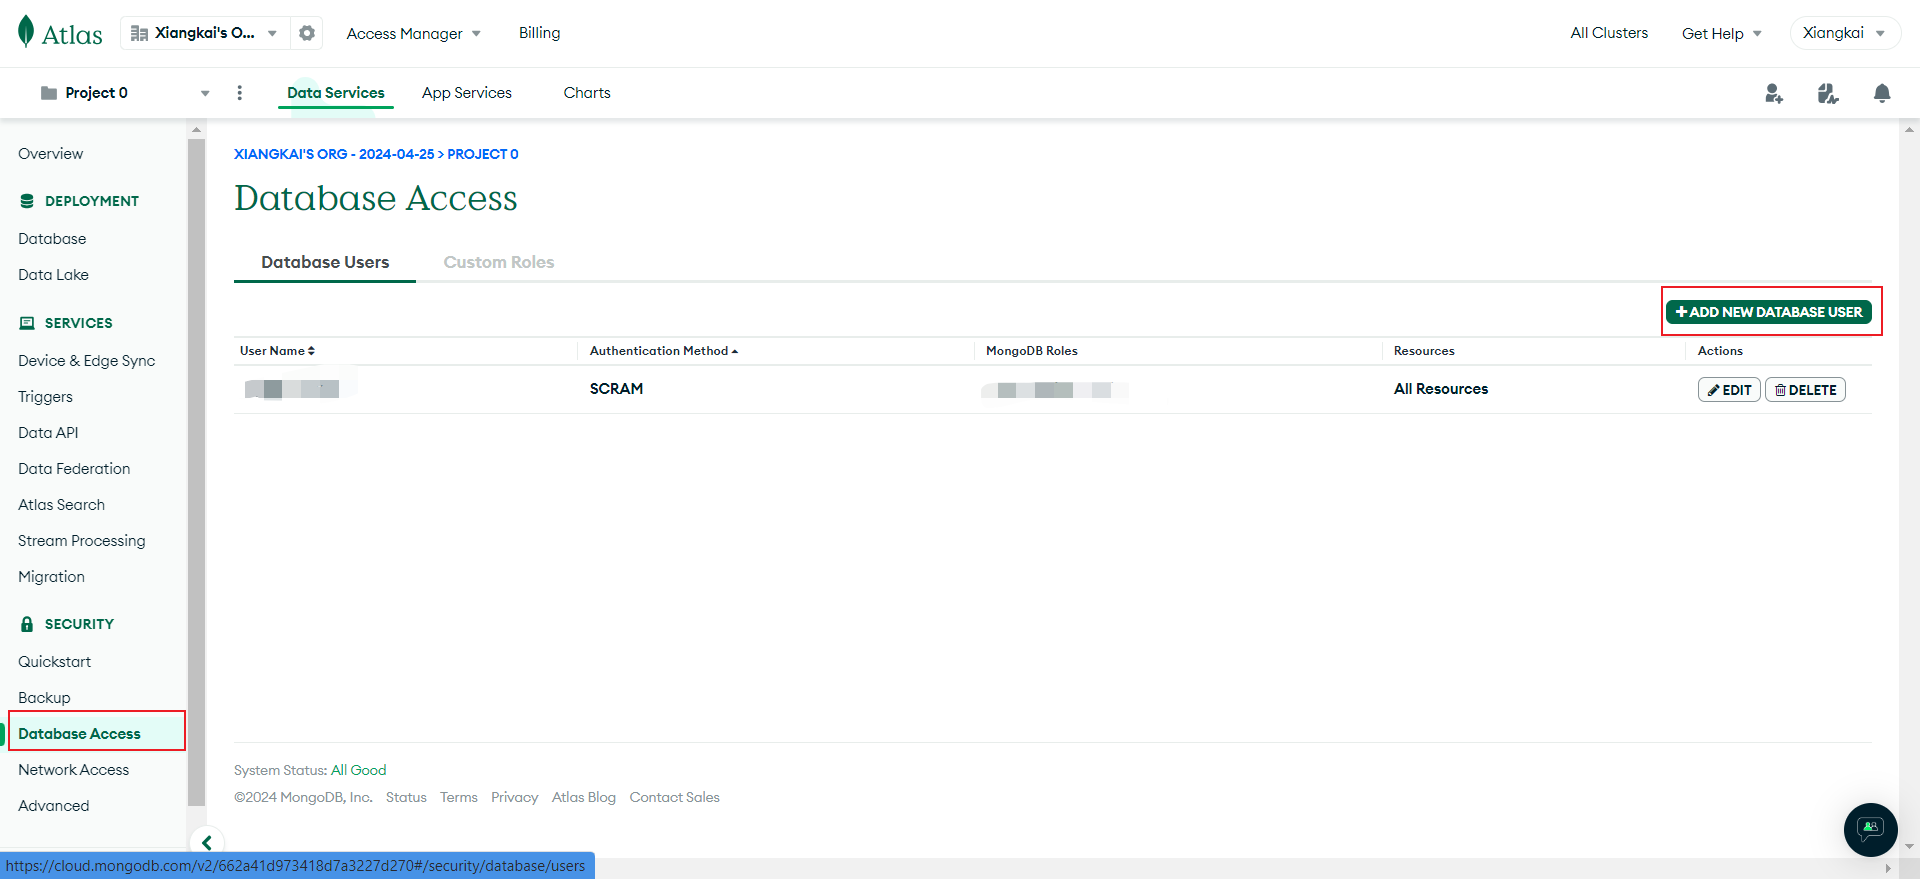 Atlas
Xiangkai's O...
Access Manager
Billing
All Clusters
Get Help
Xiangkai
Project 0
Data Services
App Services
Charts
Overview
DEPLOYMENT
Database
Data Lake
SERVICES
Device & Edge Sync
Triggers
Data API
Data Federation
Atlas Search
Stream Processing
Migration
SECURITY
Quickstart
Backup
Database Access
Network Access
Advanced
XIANGKAI'S ORG - 2024-04-25 > PROJECT 0
Database Access
Database Users
Custom Roles
+ ADD NEW DATABASE USER
User Name
Authentication Method
MongoDB Roles
Resources
Actions
SCRAM
All Resources
EDIT
DELETE
System Status: All Good
©2024 MongoDB, Inc. Status Terms Privacy Atlas Blog Contact Sales
https://cloud.mongodb.com/v2/662a41d973418d7a3227d270#/security/database/users